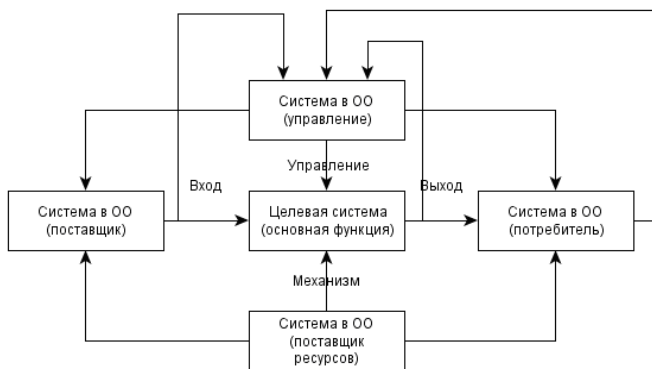 Система в ОО
(управление)
Управление
Вход
Выход
Система в ОО
(поставщик)
Целевая система
(основная функция)
Система в ОО
(потребитель)
Механизм
Система в ОО
(поставщик
ресурсов)